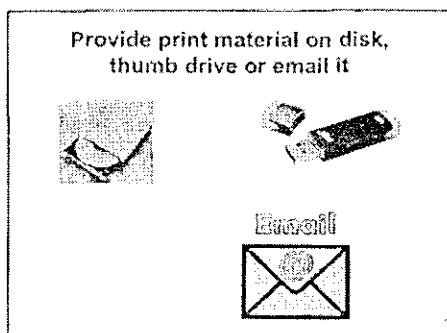 Provide print material on disk,
thumb drive or email it
Email